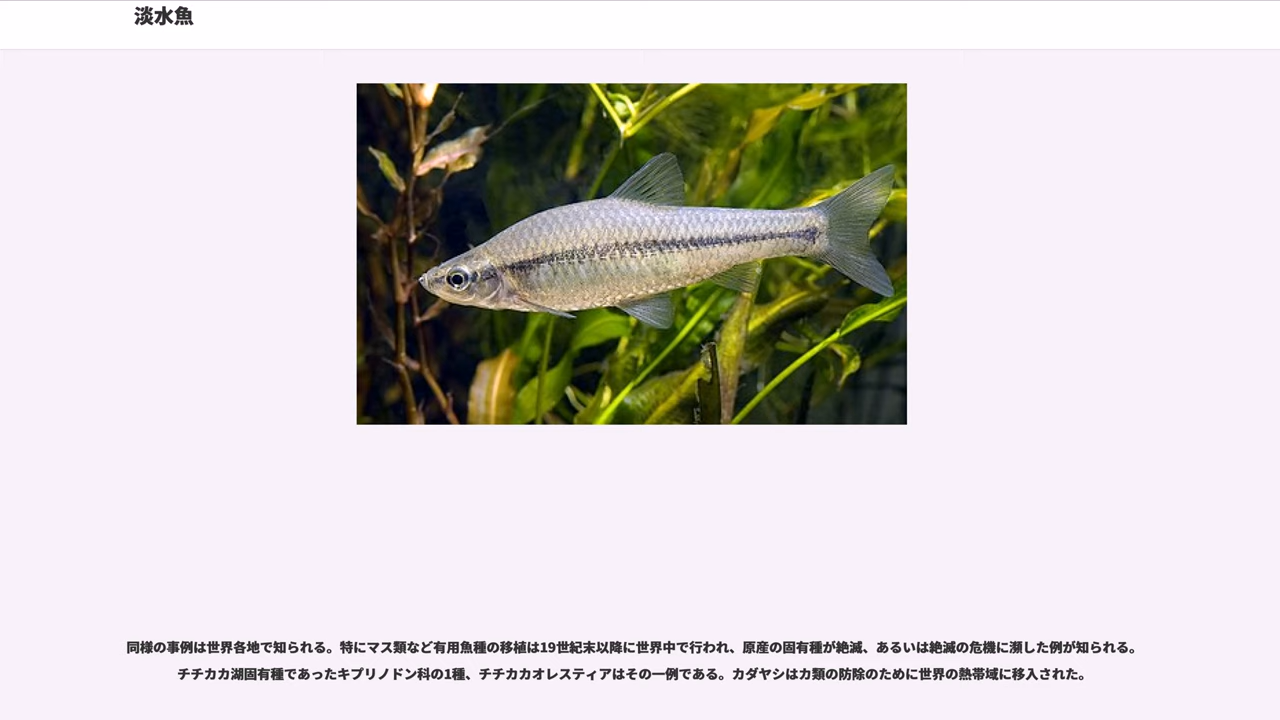 淡水魚
同様の事例は世界各地で知られる。特にマス類など有用魚種の移植は19世紀末以降に世界中で行われ、原産の固有種が絶滅、あるいは絶滅の危機に瀕した例が知られる。
チチカカ湖固有種であったキプリノドン科の1種、チチカカオレスティアはその一例である。カダヤシはカ類の防除のために世界の熱帯域に移入された。